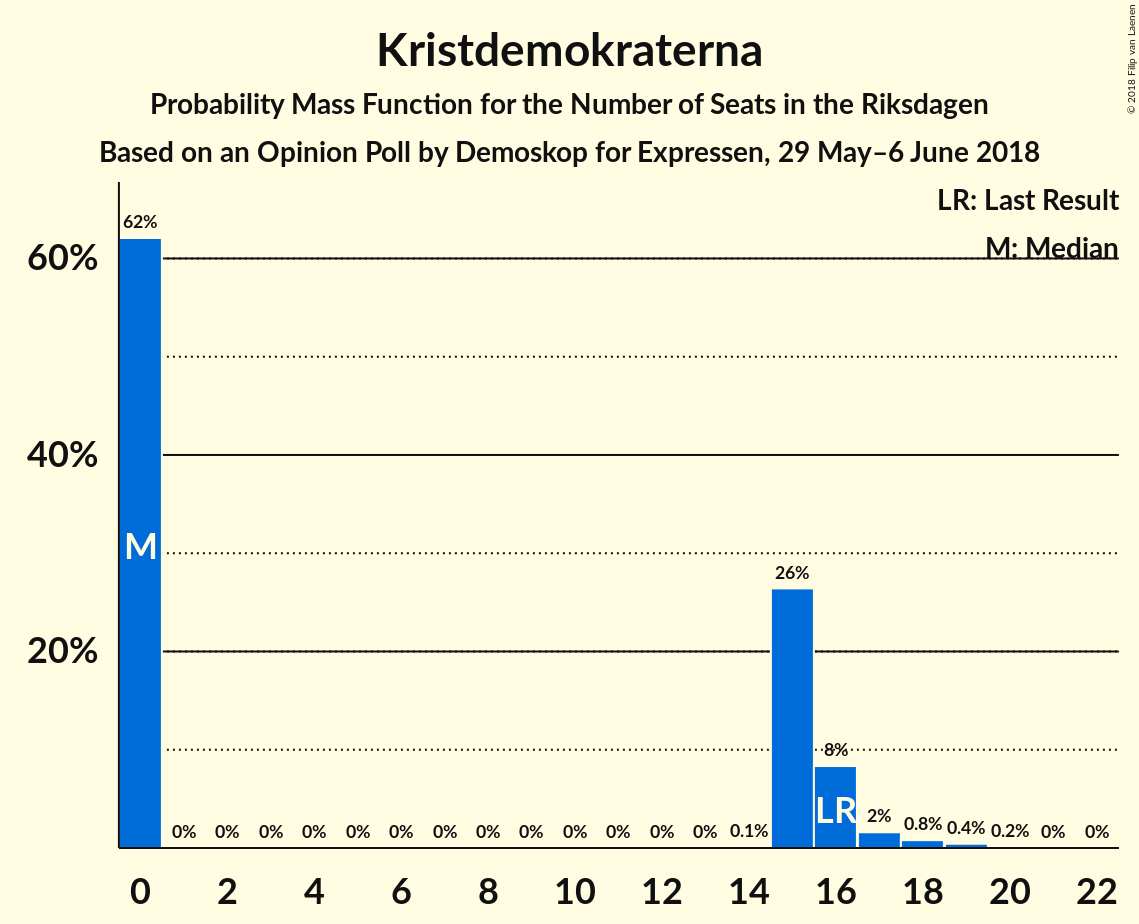 © 2018 Filip van Laenen
Kristdemokraterna
Probability Mass Function for the Number of Seats in the Riksdagen
Based on an Opinion Poll by Demoskop for Expressen, 29 May–6 June 2018
LR: Last Result
M: Median
62%
60%
40%
M
26%
20%
8%
LR
0% 0% 0% 0% 0% 0% 0% 0% 0% 0% 0% 0% 0% 0.1% 2% 0.8% 0.4% 0.2% 0% 0%
0 2 4 6 8 10 12 14 16 18 20 22